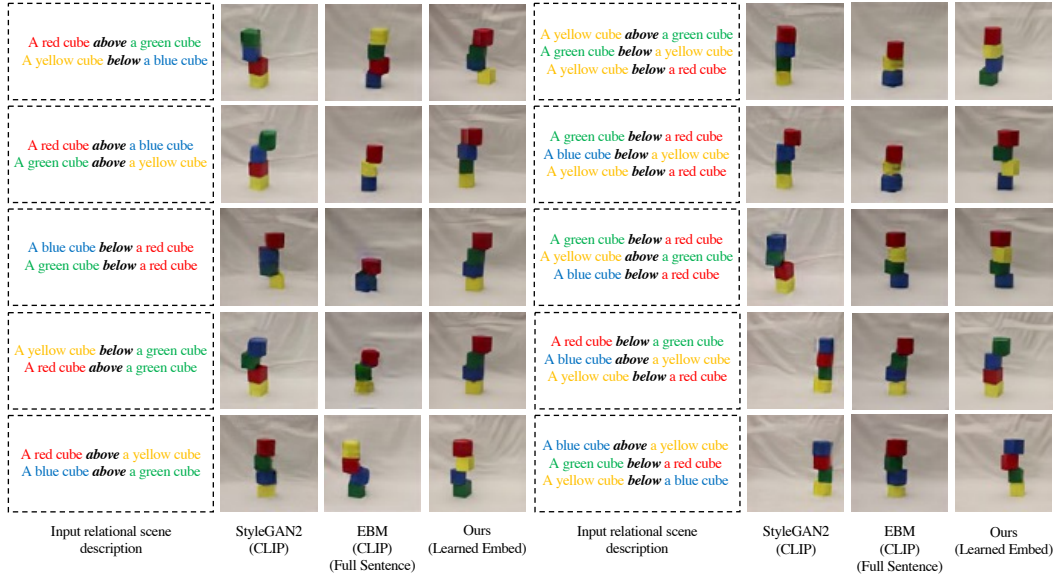 A red cube above a green cube
A yellow cube below a blue cube
A yellow cube above a green cube
A green cube below a yellow cube
A yellow cube below a red cube
A red cube above a blue cube
A green cube above a yellow cube
A green cube below a red cube
A blue cube below a yellow cube
A yellow cube below a red cube
A blue cube below a red cube
A green cube below a red cube
A green cube below a red cube
A yellow cube above a green cube
A blue cube below a red cube
A yellow cube below a green cube
A red cube above a green cube
A red cube below a green cube
A blue cube above a yellow cube
A yellow cube below a red cube
A red cube above a yellow cube
A blue cube above a green cube
A blue cube above a yellow cube
A green cube below a red cube
A yellow cube below a blue cube
Input relational scene
description
StyleGAN2
(CLIP)
EBM
(CLIP)
(Full Sentence)
Ours
(Learned Embed)
Input relational scene
description
StyleGAN2
(CLIP)
EBM
(CLIP)
(Full Sentence)
Ours
(Learned Embed)